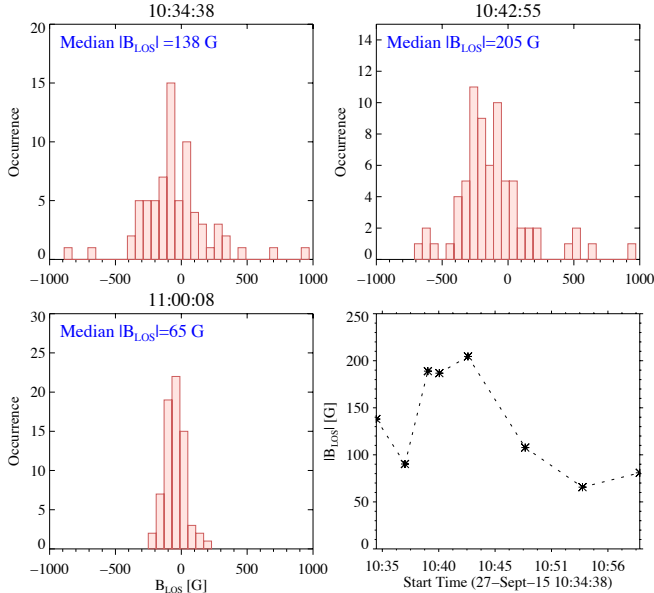 10:34:38
Median |B_LOS| =138 G
Occurrence
20
15
10
5
0
−1000 −500 0 500 1000
10:42:55
Median |B_LOS|=205 G
Occurrence
14
12
10
8
6
4
2
0
−1000 −500 0 500 1000
11:00:08
Median |B_LOS|=65 G
Occurrence
30
25
20
15
10
5
0
−1000 −500 0 500 1000
B_LOS [G]
|B_LOS| [G]
250
200
150
100
50
0
10:35 10:40 10:45 10:51 10:56
Start Time (27−Sept−15 10:34:38)